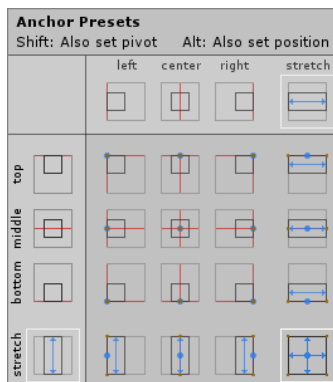 Anchor Presets
Shift: Also set pivot Alt: Also set position
left center right stretch
top
middle
bottom
stretch